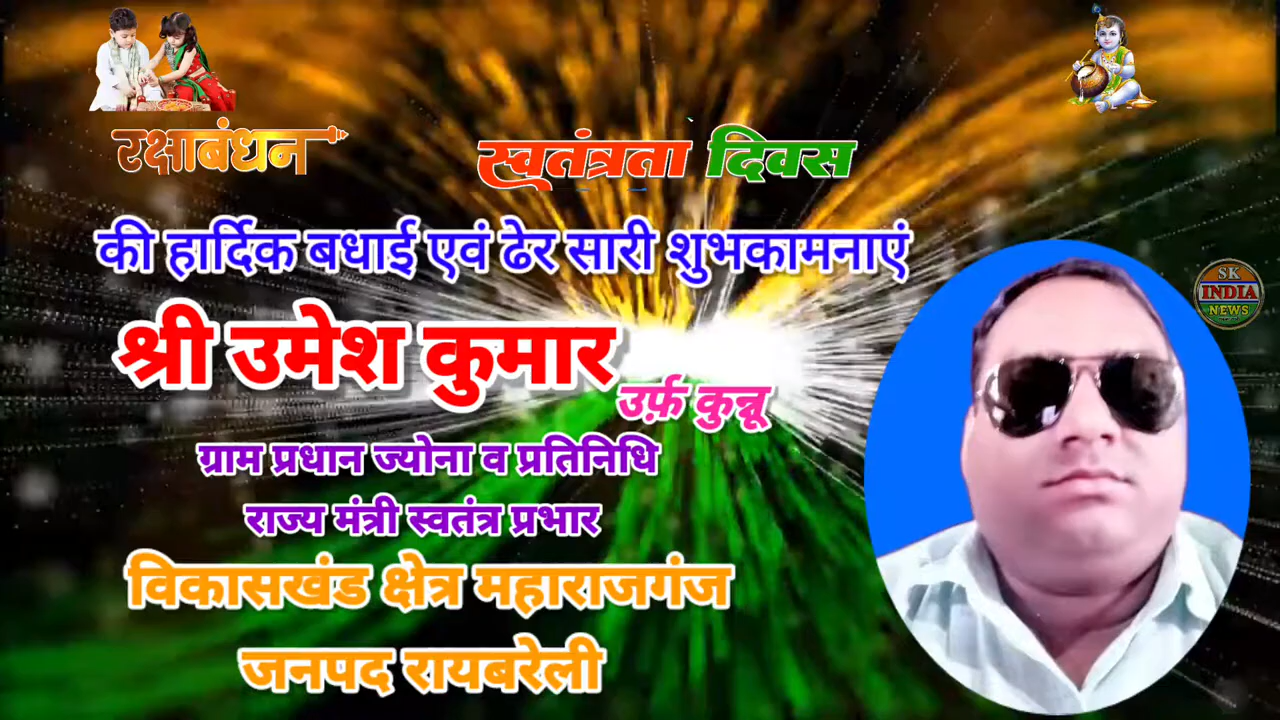 रक्षाबंधन
स्वतंत्रता दिवस
की हार्दिक बधाई एवं ढेर सारी शुभकामनाएं
श्री उमेश कुमार
उर्फ़ कुन्नू
ग्राम प्रधान ज्योना व प्रतिनिधि
राज्य मंत्री स्वतंत्र प्रभार
विकासखंड क्षेत्र महाराजगंज
जनपद रायबरेली
SK
INDIA
NEWS